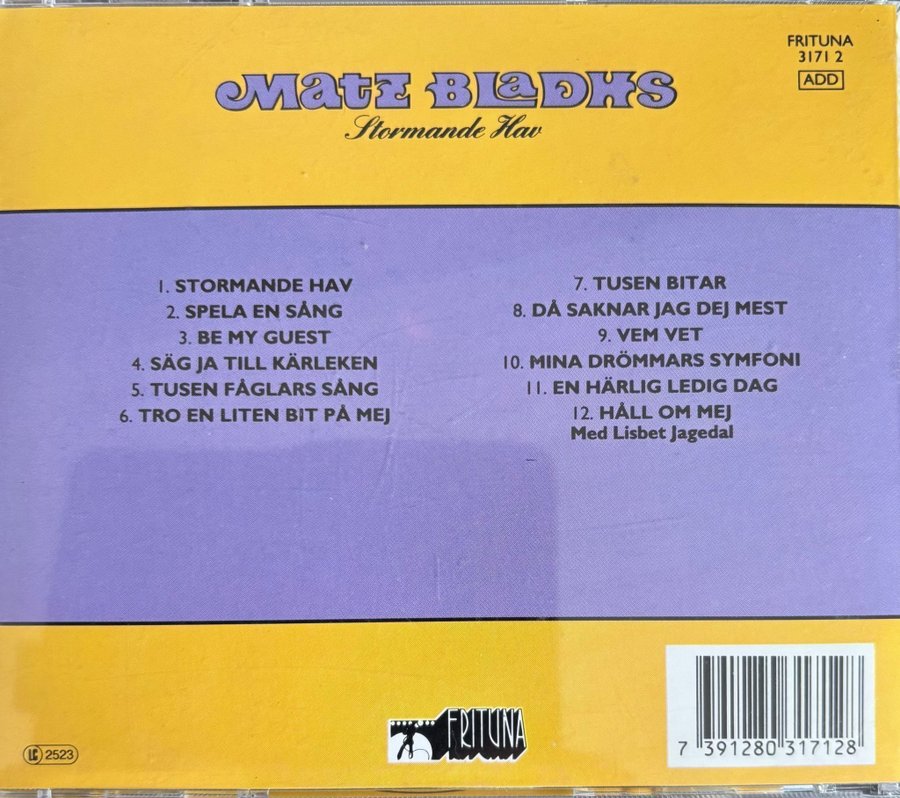 FRITUNA
3171 2
ADD
Matz Bladhs
Stormande Hav
1. STORMANDE HAV
2. SPELA EN SÅNG
3. BE MY GUEST
4. SÄG JA TILL KÄRLEKEN
5. TUSEN FÅGLARS SÅNG
6. TRO EN LITEN BIT PÅ MEJ
7. TUSEN BITAR
8. DÅ SAKNAR JAG DEJ MEST
9. VEM VET
10. MINA DRÖMMARS SYMFONI
11. EN HÄRLIG LEDIG DAG
12. HÅLL OM MEJ
Med Lisbet Jagedal
LC 2523
FRITUNA
7 391280 317128